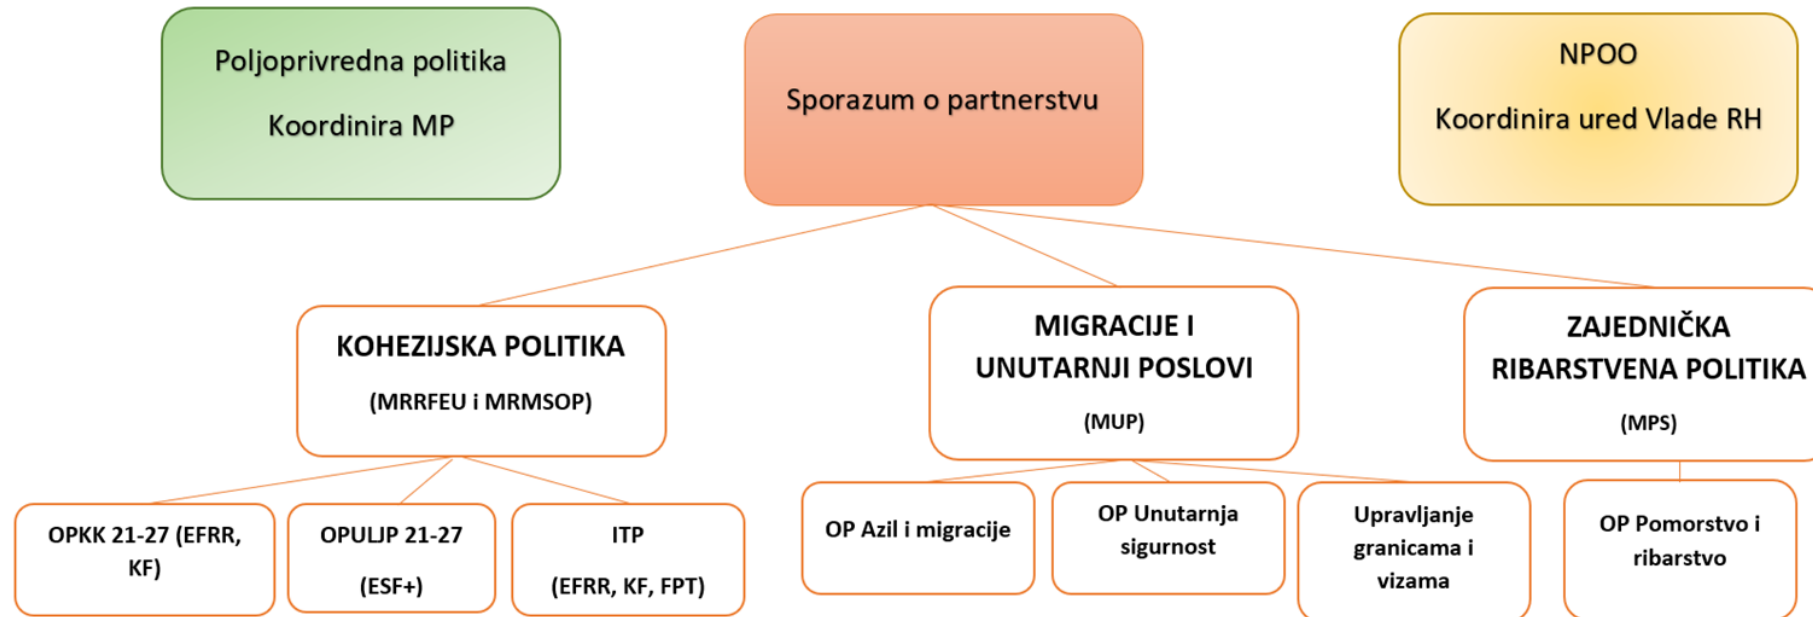 Poljoprivredna politika
Koordinira MP
Sporazum o partnerstvu
NPOO
Koordinira ured Vlade RH
KOHEZIJSKA POLITIKA
(MRRFEU i MRMSOP)
MIGRACIJE I
UNUTARNJI POSLOVI
(MUP)
ZAJEDNIČKA
RIBARSTVENA POLITIKA
(MPS)
OPKK 21-27 (EFRR,
KF)
OPULJP 21-27
(ESF+)
ITP
(EFRR, KF, FPT)
OP Azil i migracije
OP Unutarnja
sigurnost
Upravljanje
granicama i
vizama
OP Pomorstvo i
ribarstvo